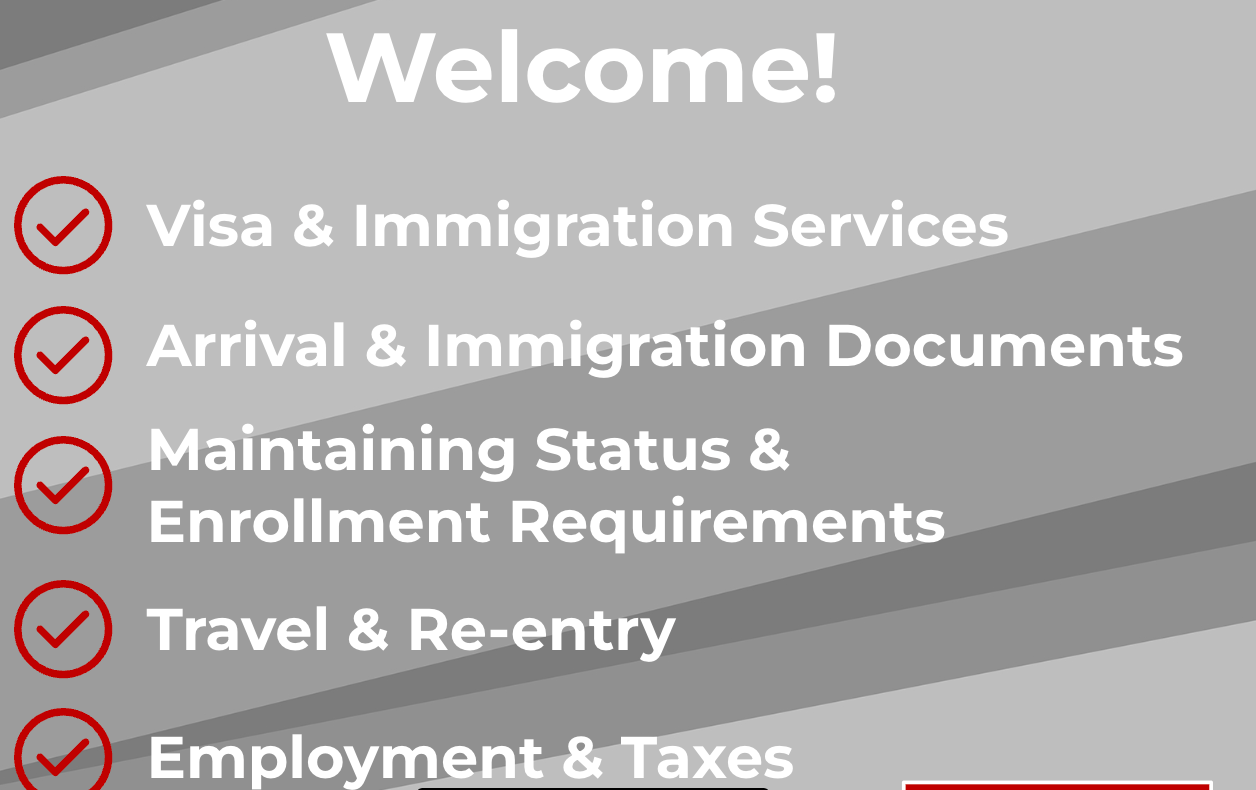 Welcome!
Visa & Immigration Services
Arrival & Immigration Documents
Maintaining Status &
Enrollment Requirements
Travel & Re-entry
Employment & Taxes